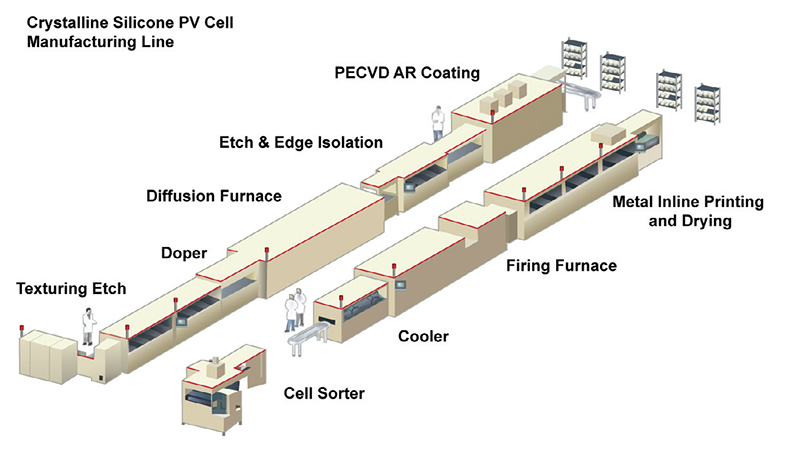 Crystalline Silicone PV Cell
Manufacturing Line
PECVD AR Coating
Etch & Edge Isolation
Diffusion Furnace
Doper
Texturing Etch
Metal Inline Printing
and Drying
Firing Furnace
Cooler
Cell Sorter